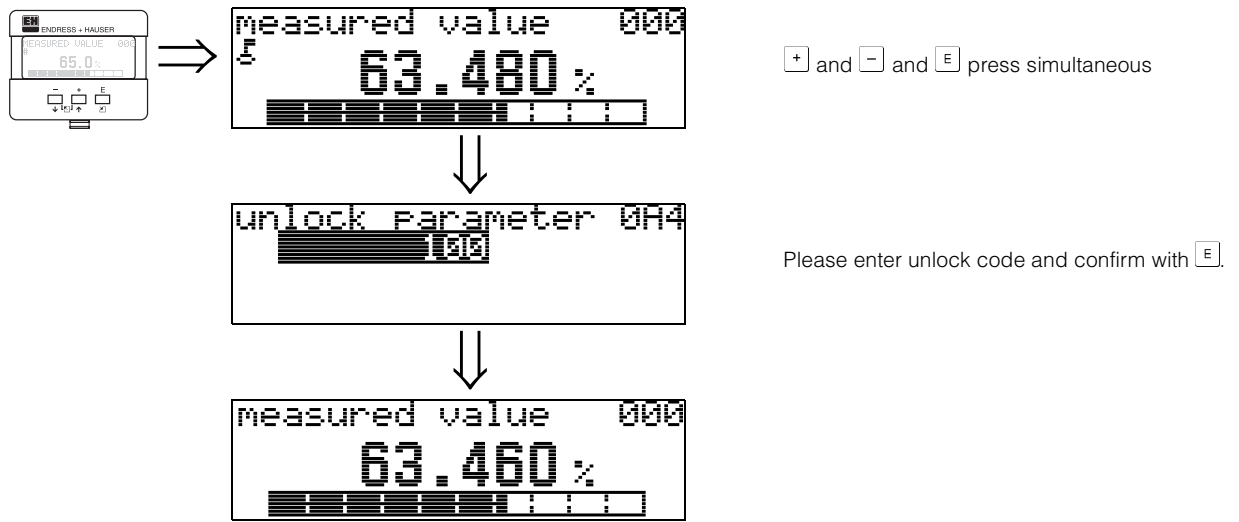 EH
ENDRESS + HAUSER
MEASURED VALUE 000
#
65.0 %
- + E
measured value 000
63.480 %
+ and - and E press simultaneous
unlock parameter 0A4
100
Please enter unlock code and confirm with E.
measured value 000
63.460 %